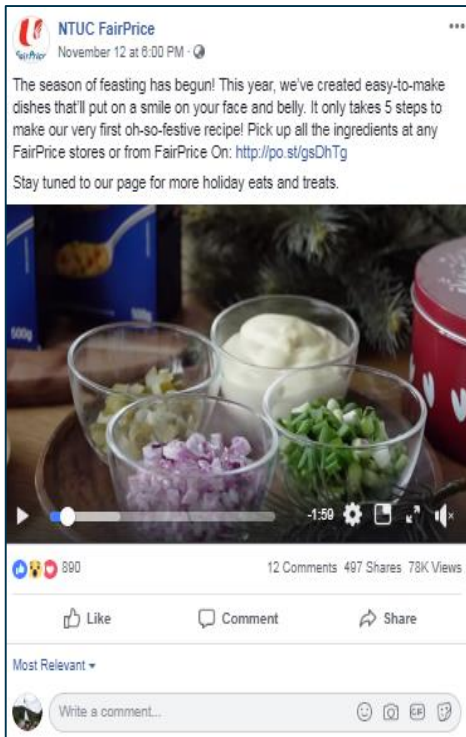 NTUC FairPrice
November 12 at 6:00 PM ·
The season of feasting has begun! This year, we've created easy-to-make
dishes that'll put on a smile on your face and belly. It only takes 5 steps to
make our very first oh-so-festive recipe! Pick up all the ingredients at any
FairPrice stores or from FairPrice On: http://po.st/gsDhTg
Stay tuned to our page for more holiday eats and treats.
500g
500g
-1:59
890
12 Comments 497 Shares 78K Views
Like
Comment
Share
Most Relevant
Write a comment...
GIF
FairPrice